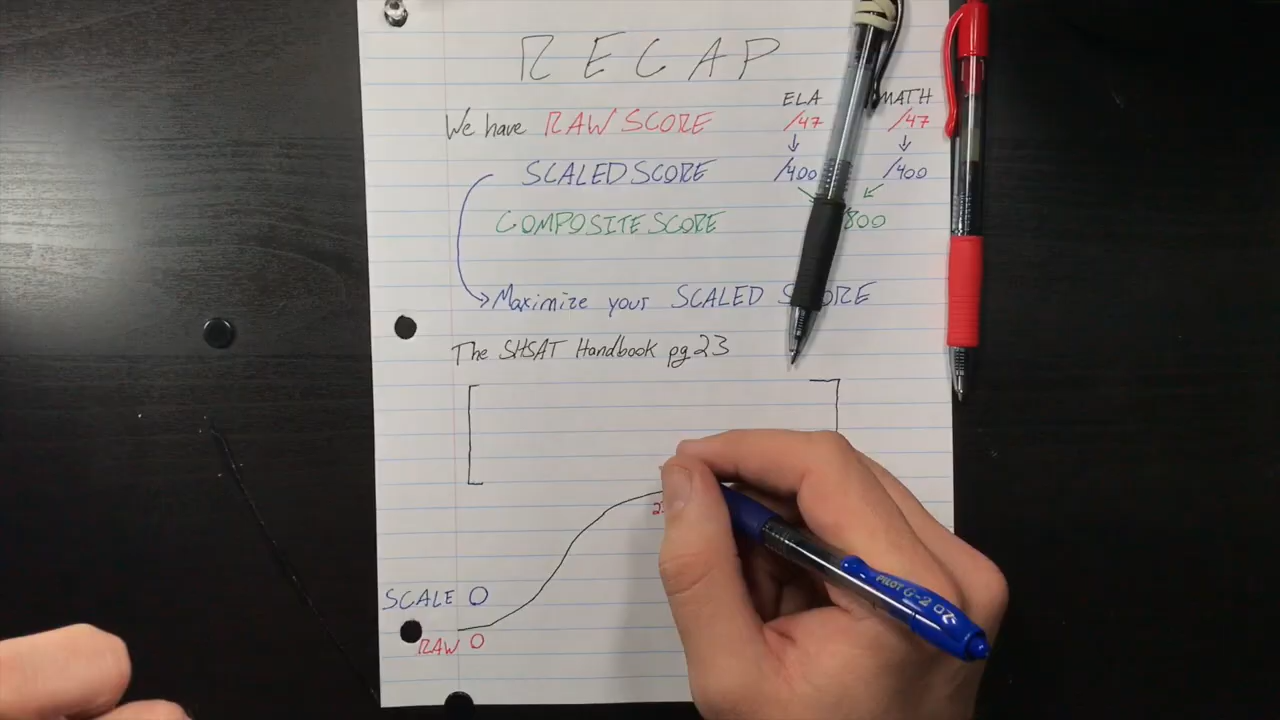 RECAP
ELA MATH
We have RAW SCORE /47 /47
SCALED SCORE /400 /400
COMPOSITE SCORE 800
Maximize your SCALED SCORE
The SHSAT Handbook pg 23
PILOT G-2 07
SCALE 0
RAW 0